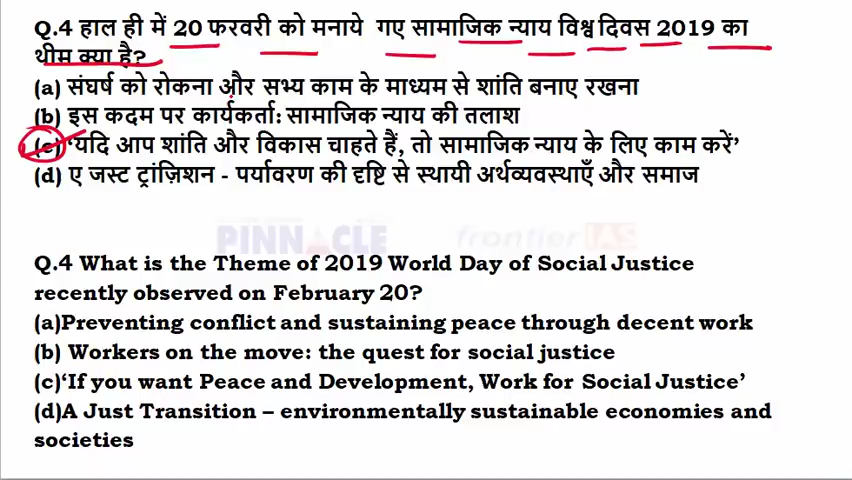 Q.4 हाल ही में 20 फरवरी को मनाये गए सामाजिक न्याय विश्व दिवस 2019 का
थीम क्या है?
(a) संघर्ष को रोकना और सभ्य काम के माध्यम से शांति बनाए रखना
(b) इस कदम पर कार्यकर्ता: सामाजिक न्याय की तलाश
(c) 'यदि आप शांति और विकास चाहते हैं, तो सामाजिक न्याय के लिए काम करें'
(d) ए जस्ट ट्रांज़िशन - पर्यावरण की दृष्टि से स्थायी अर्थव्यवस्थाएँ और समाज
PINNACLE frontier IAS
Q.4 What is the Theme of 2019 World Day of Social Justice
recently observed on February 20?
(a)Preventing conflict and sustaining peace through decent work
(b) Workers on the move: the quest for social justice
(c)‘If you want Peace and Development, Work for Social Justice’
(d)A Just Transition – environmentally sustainable economies and
societies